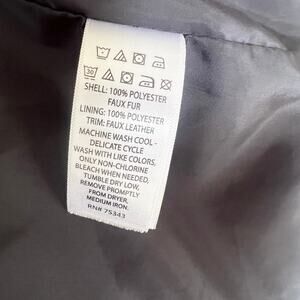 30
SHELL: 100% POLYESTER
FAUX FUR
LINING: 100% POLYESTER
TRIM: FAUX LEATHER
MACHINE WASH COOL -
DELICATE CYCLE
WASH WITH LIKE COLORS,
ONLY NON-CHLORINE
BLEACH WHEN NEEDED,
TUMBLE DRY LOW,
REMOVE PROMPTLY
FROM DRYER,
MEDIUM IRON.
RN# 75343